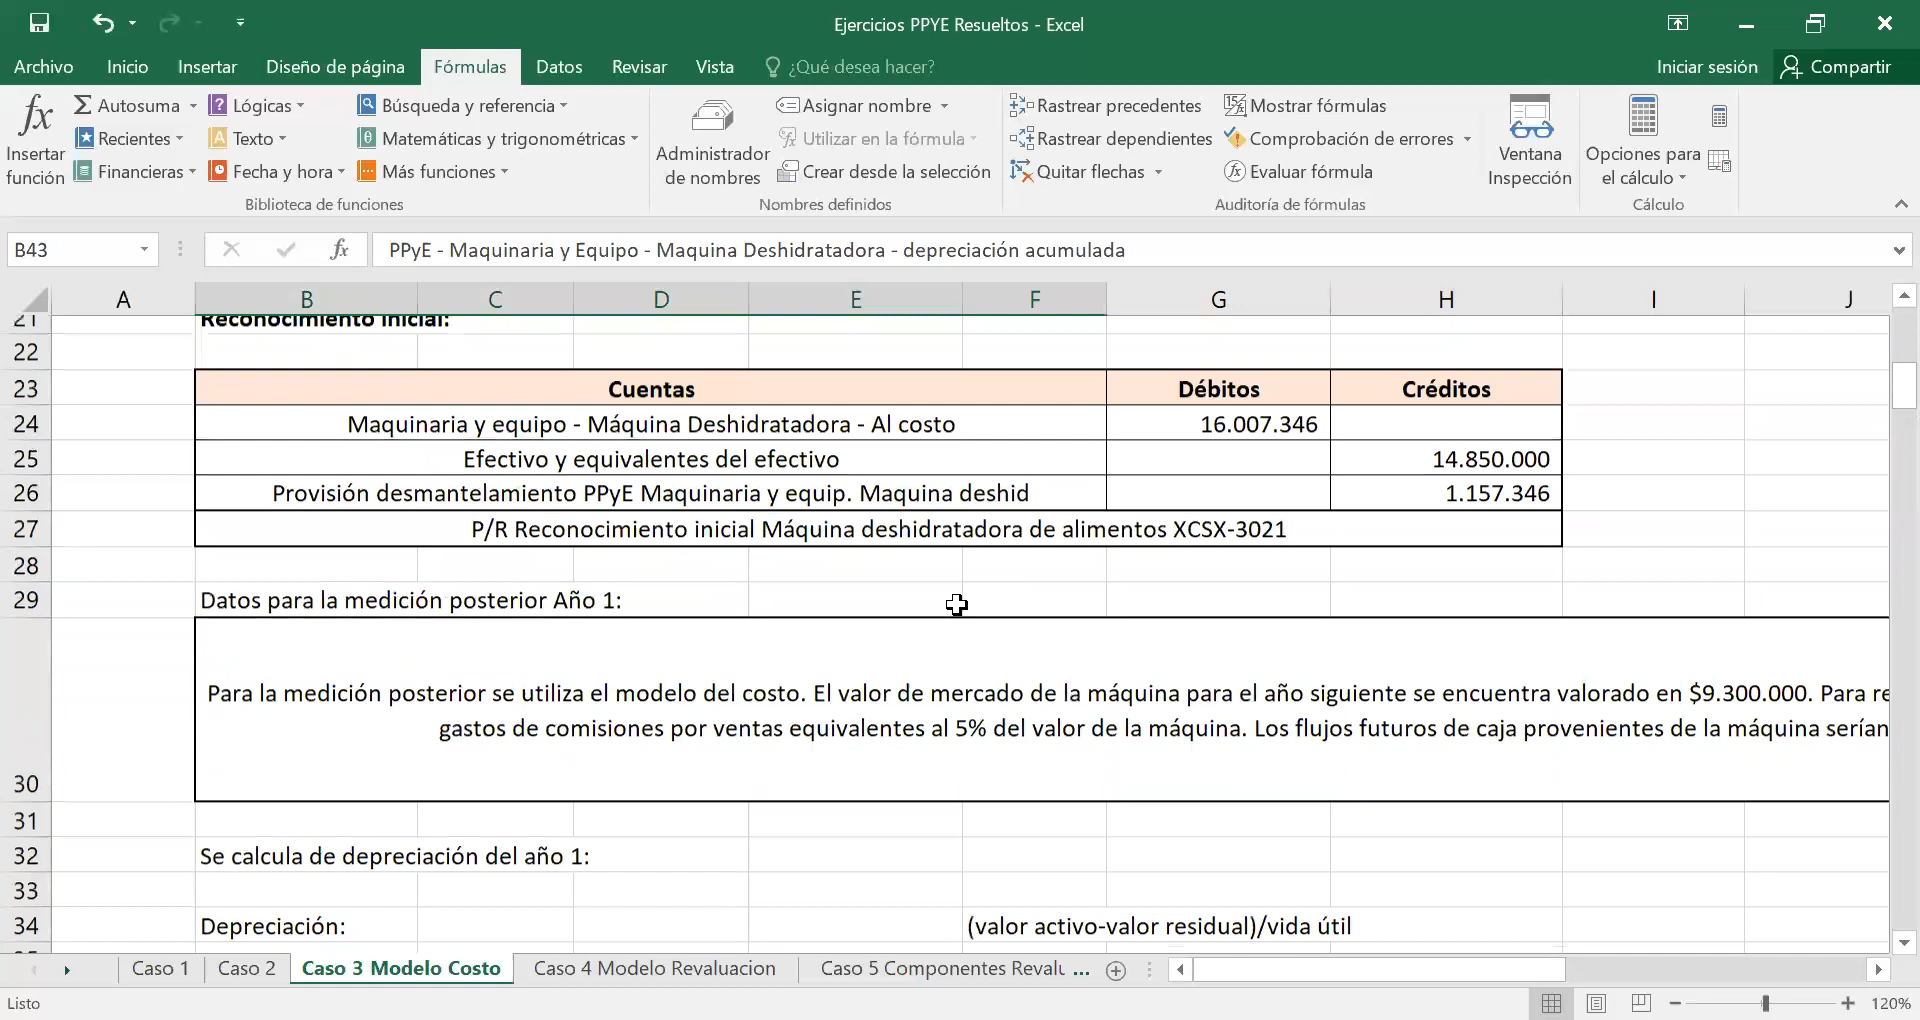 Ejercicios PPYE Resueltos - Excel
Archivo Inicio Insertar Diseño de página Fórmulas Datos Revisar Vista ¿Qué desea hacer? Iniciar sesión Compartir
Insertar función
Autosuma
Recientes
Financieras
Lógicas
Texto
Fecha y hora
Búsqueda y referencia
Matemáticas y trigonométricas
Más funciones
Biblioteca de funciones
Administrador de nombres
Asignar nombre
Utilizar en la fórmula
Crear desde la selección
Nombres definidos
Rastrear precedentes
Rastrear dependientes
Quitar flechas
Mostrar fórmulas
Comprobación de errores
Evaluar fórmula
Auditoría de fórmulas
Ventana Inspección
Opciones para el cálculo
Cálculo
B43 fx PPyE - Maquinaria y Equipo - Maquina Deshidratadora - depreciación acumulada
A B C D E F G H I J
21 Reconocimiento inicial:
22
23 Cuentas Débitos Créditos
24 Maquinaria y equipo - Máquina Deshidratadora - Al costo 16.007.346
25 Efectivo y equivalentes del efectivo 14.850.000
26 Provisión desmantelamiento PPyE Maquinaria y equip. Maquina deshid 1.157.346
27 P/R Reconocimiento inicial Máquina deshidratadora de alimentos XCSX-3021
28
29 Datos para la medición posterior Año 1:
Para la medición posterior se utiliza el modelo del costo. El valor de mercado de la máquina para el año siguiente se encuentra valorado en $9.300.000. Para re
gastos de comisiones por ventas equivalentes al 5% del valor de la máquina. Los flujos futuros de caja provenientes de la máquina serían
30
31
32 Se calcula de depreciación del año 1:
33
34 Depreciación: (valor activo-valor residual)/vida útil
Caso 1 Caso 2 Caso 3 Modelo Costo Caso 4 Modelo Revaluacion Caso 5 Componentes Revalu ...
Listo 120%